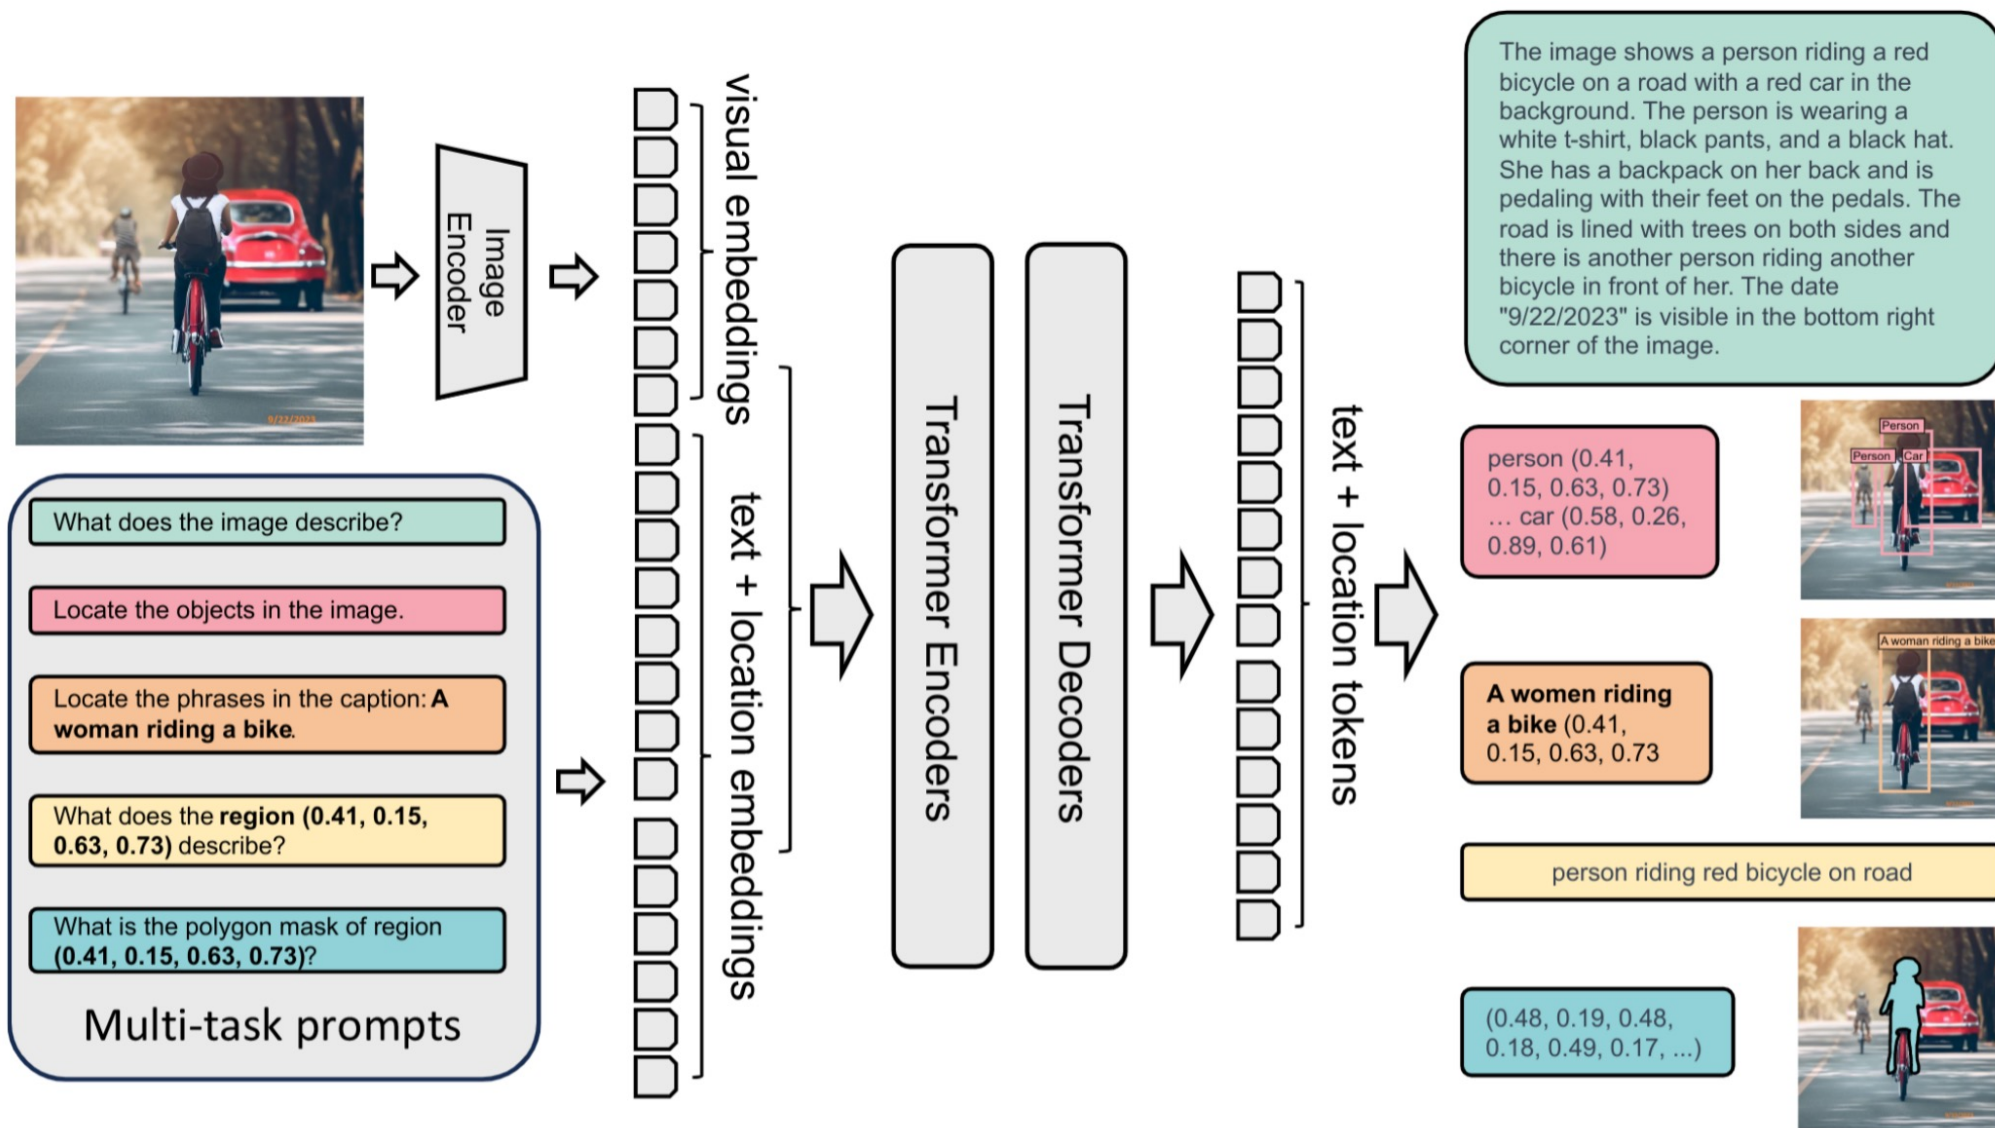 What does the image describe?
Locate the objects in the image.
Locate the phrases in the caption: A
woman riding a bike.
What does the region (0.41, 0.15,
0.63, 0.73) describe?
What is the polygon mask of region
(0.41, 0.15, 0.63, 0.73)?
Multi-task prompts
9/22/2023
Image
Encoder
visual embeddings
text + location embeddings
Transformer Encoders
Transformer Decoders
text + location tokens
The image shows a person riding a red
bicycle on a road with a red car in the
background. The person is wearing a
white t-shirt, black pants, and a black hat.
She has a backpack on her back and is
pedaling with their feet on the pedals. The
road is lined with trees on both sides and
there is another person riding another
bicycle in front of her. The date
"9/22/2023" is visible in the bottom right
corner of the image.
person (0.41,
0.15, 0.63, 0.73)
... car (0.58, 0.26,
0.89, 0.61)
Person
Person
Car
A women riding
a bike (0.41,
0.15, 0.63, 0.73
A woman riding a bike
person riding red bicycle on road
(0.48, 0.19, 0.48,
0.18, 0.49, 0.17, ...)